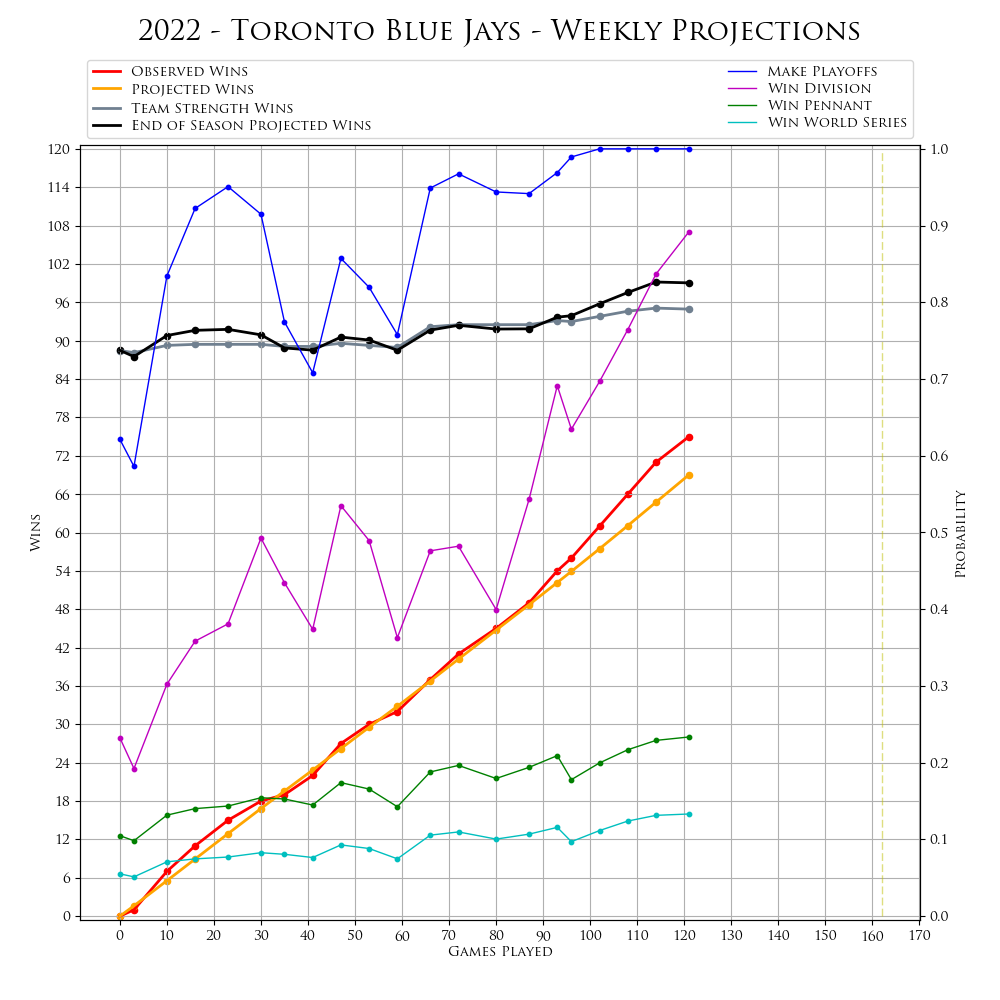 2022 - Toronto Blue Jays - Weekly Projections
Observed Wins
Projected Wins
Team Strength Wins
End of Season Projected Wins
Make Playoffs
Win Division
Win Pennant
Win World Series
120
114
108
102
96
90
84
78
72
66
60
54
48
42
36
30
24
18
12
6
0
Wins
1.0
0.9
0.8
0.7
0.6
0.5
0.4
0.3
0.2
0.1
0.0
Probability
0 10 20 30 40 50 60 70 80 90 100 110 120 130 140 150 160 170
Games Played